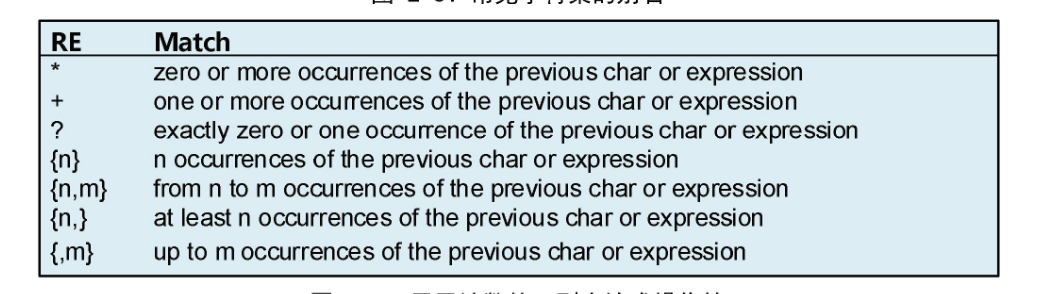 RE Match
* zero or more occurrences of the previous char or expression
+ one or more occurrences of the previous char or expression
? exactly zero or one occurrence of the previous char or expression
{n} n occurrences of the previous char or expression
{n,m} from n to m occurrences of the previous char or expression
{n,} at least n occurrences of the previous char or expression
{,m} up to m occurrences of the previous char or expression